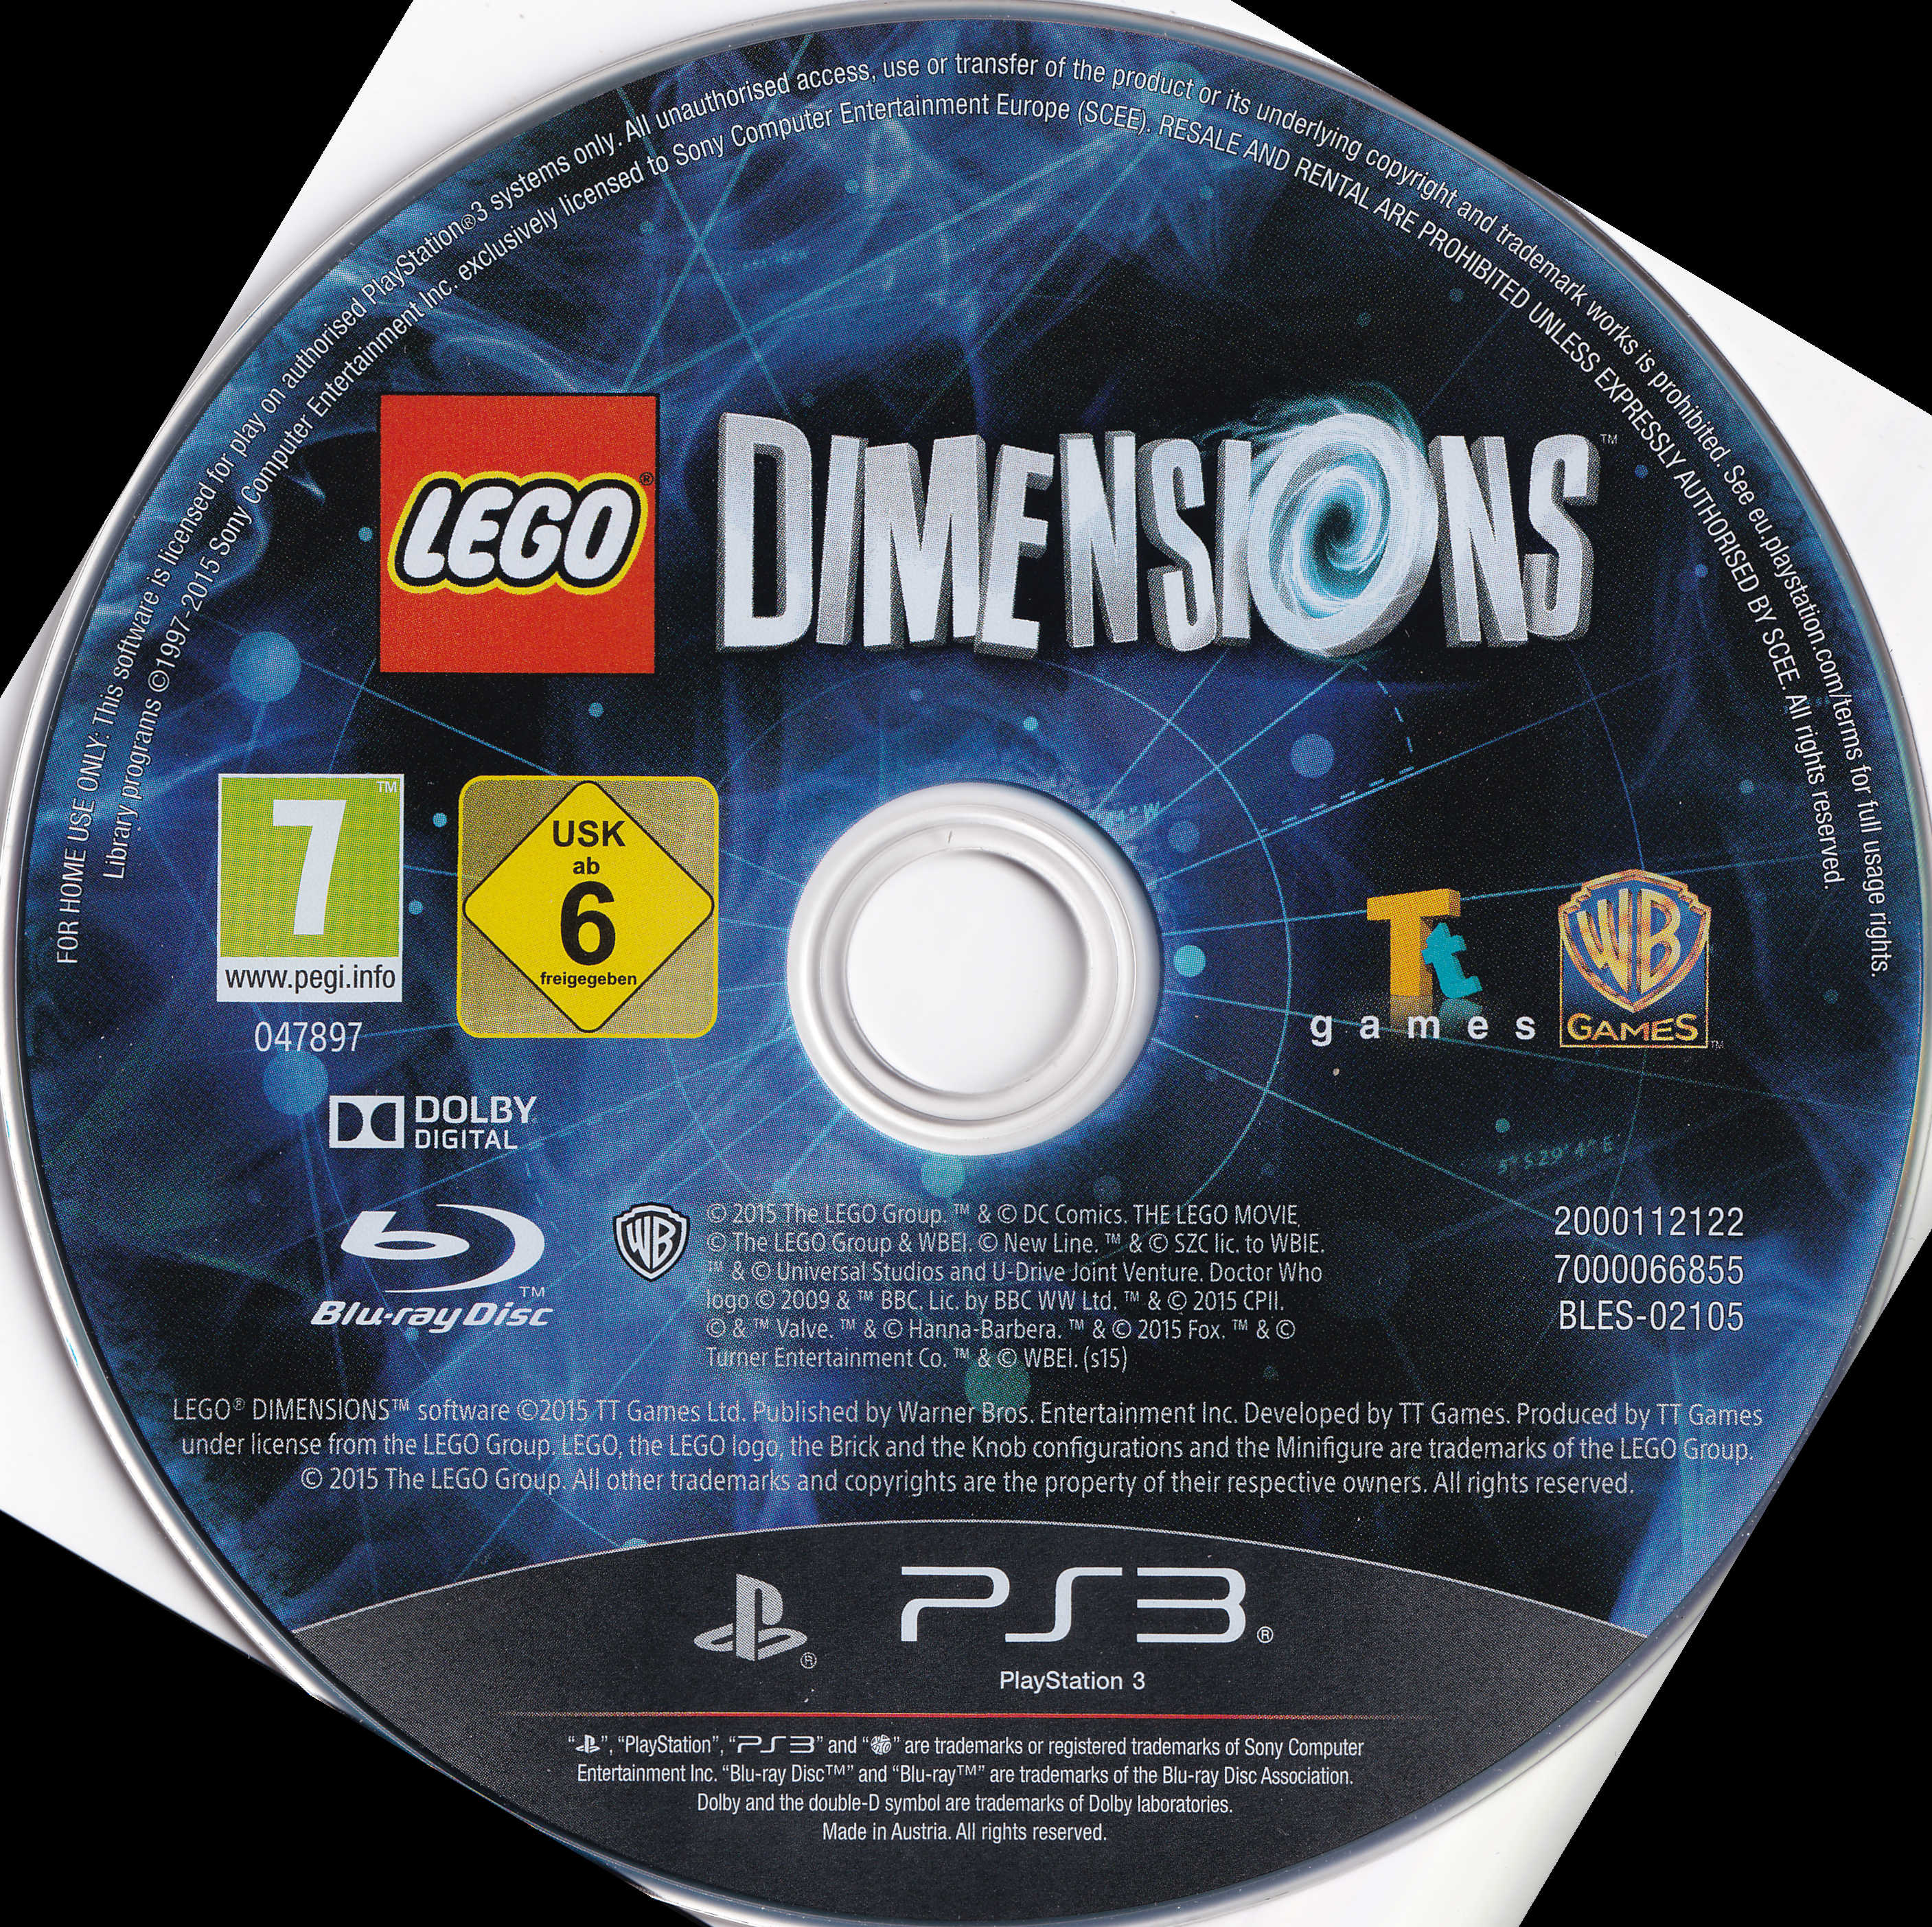 FOR HOME USE ONLY: This software is licensed for play on authorised PlayStation®3 systems only. All unauthorised access, use or transfer of the product or its underlying copyright and trademark works is prohibited. See eu.playstation.com/terms for full usage rights.
Library programs ©1997-2015 Sony Computer Entertainment Inc. exclusively licensed to Sony Computer Entertainment Europe (SCEE). RESALE AND RENTAL ARE PROHIBITED UNLESS EXPRESSLY AUTHORISED BY SCEE. All rights reserved.
LEGO® DIMENSIONS™
7™
www.pegi.info
047897
USK
ab
6
freigegeben
Tt
games
WB
GAMES™
DOLBY
DIGITAL
Blu-ray Disc™
WB
© 2015 The LEGO Group. ™ & © DC Comics. THE LEGO MOVIE,
© The LEGO Group & WBEI. © New Line. ™ & © SZC lic. to WBIE.
™ & © Universal Studios and U-Drive Joint Venture. Doctor Who
logo © 2009 & ™ BBC. Lic. by BBC WW Ltd. ™ & © 2015 CPII.
© & ™ Valve. ™ & © Hanna-Barbera. ™ & © 2015 Fox. ™ & ©
Turner Entertainment Co. ™ & © WBEI. (s15)
5° S 29' 4" E
2000112122
7000066855
BLES-02105
LEGO® DIMENSIONS™ software ©2015 TT Games Ltd. Published by Warner Bros. Entertainment Inc. Developed by TT Games. Produced by TT Games
under license from the LEGO Group. LEGO, the LEGO logo, the Brick and the Knob configurations and the Minifigure are trademarks of the LEGO Group.
© 2015 The LEGO Group. All other trademarks and copyrights are the property of their respective owners. All rights reserved.
PS3®
PlayStation 3
“ ”, “PlayStation”, “PS3” and “ ” are trademarks or registered trademarks of Sony Computer
Entertainment Inc. “Blu-ray Disc™” and “Blu-ray™” are trademarks of the Blu-ray Disc Association.
Dolby and the double-D symbol are trademarks of Dolby laboratories.
Made in Austria. All rights reserved.